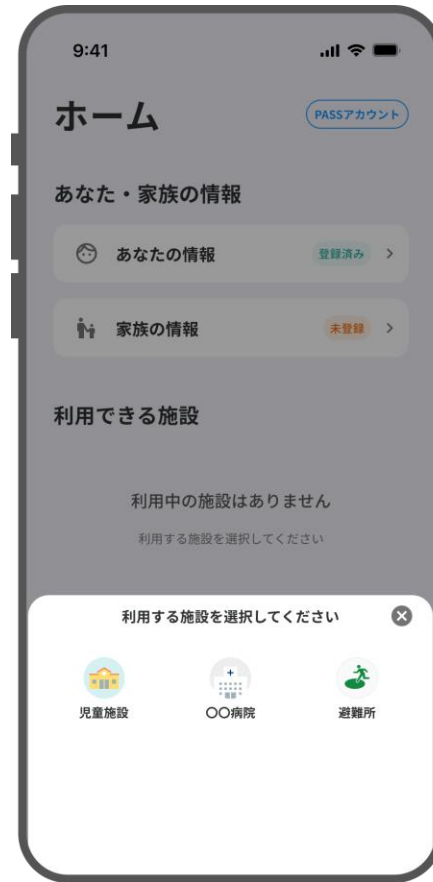 9:41
ホーム
PASSアカウント
あなた・家族の情報
あなたの情報
登録済み
家族の情報
未登録
利用できる施設
利用中の施設はありません
利用する施設を選択してください
利用する施設を選択してください
児童施設
〇〇病院
避難所